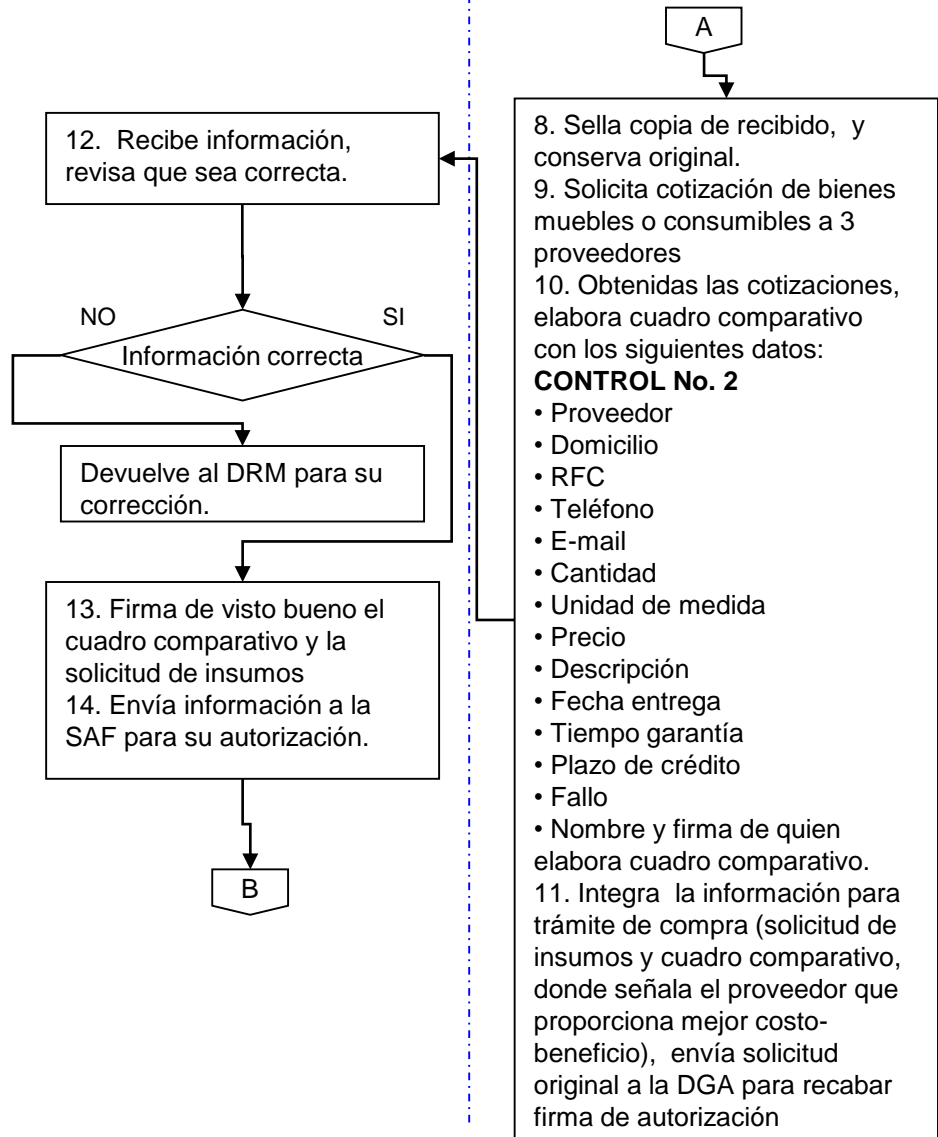 A
8. Sella copia de recibido, y
conserva original.
9. Solicita cotización de bienes
muebles o consumibles a 3
proveedores
10. Obtenidas las cotizaciones,
elabora cuadro comparativo
con los siguientes datos:
CONTROL No. 2
• Proveedor
• Domicilio
• RFC
• Teléfono
• E-mail
• Cantidad
• Unidad de medida
• Precio
• Descripción
• Fecha entrega
• Tiempo garantía
• Plazo de crédito
• Fallo
• Nombre y firma de quien
elabora cuadro comparativo.
11. Integra la información para
trámite de compra (solicitud de
insumos y cuadro comparativo,
donde señala el proveedor que
proporciona mejor costo-
beneficio), envía solicitud
original a la DGA para recabar
firma de autorización
12. Recibe información,
revisa que sea correcta.
NO
SI
Información correcta
Devuelve al DRM para su
corrección.
13. Firma de visto bueno el
cuadro comparativo y la
solicitud de insumos
14. Envía información a la
SAF para su autorización.
B